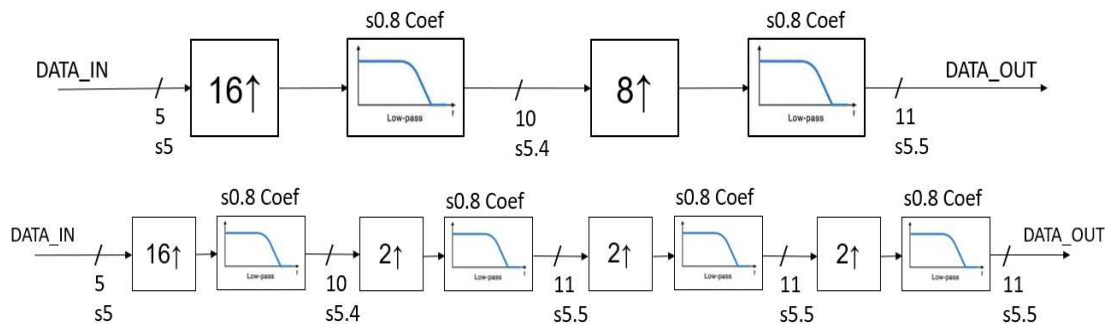 s0.8 Coef
s0.8 Coef
DATA_IN
16↑
Low-pass
f
8↑
Low-pass
f
DATA_OUT
5
s5
10
s5.4
11
s5.5
s0.8 Coef
s0.8 Coef
s0.8 Coef
s0.8 Coef
DATA_IN
16↑
Low-pass
f
2↑
Low-pass
f
2↑
Low-pass
f
2↑
Low-pass
f
DATA_OUT
5
s5
10
s5.4
11
s5.5
11
s5.5
11
s5.5